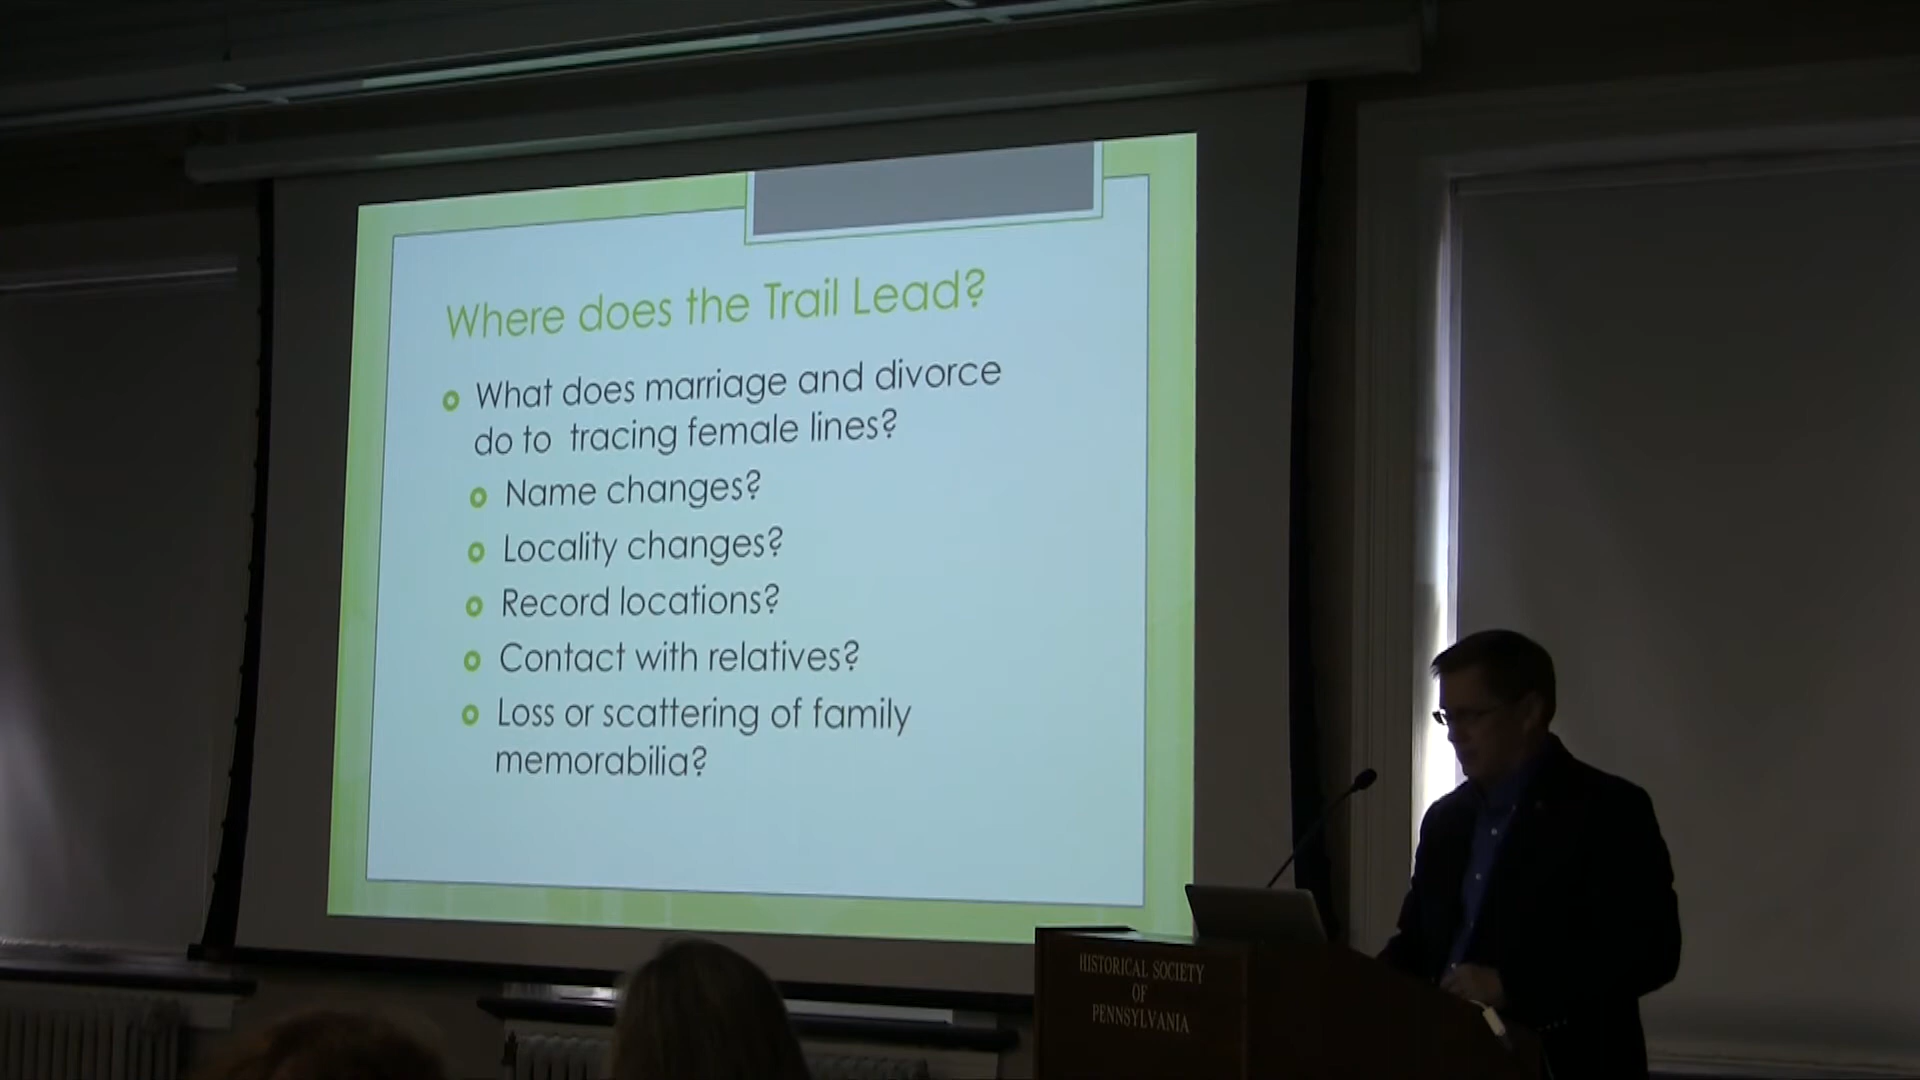 Where does the Trail Lead?
What does marriage and divorce
do to tracing female lines?
Name changes?
Locality changes?
Record locations?
Contact with relatives?
Loss or scattering of family
memorabilia?
HISTORICAL SOCIETY
OF
PENNSYLVANIA